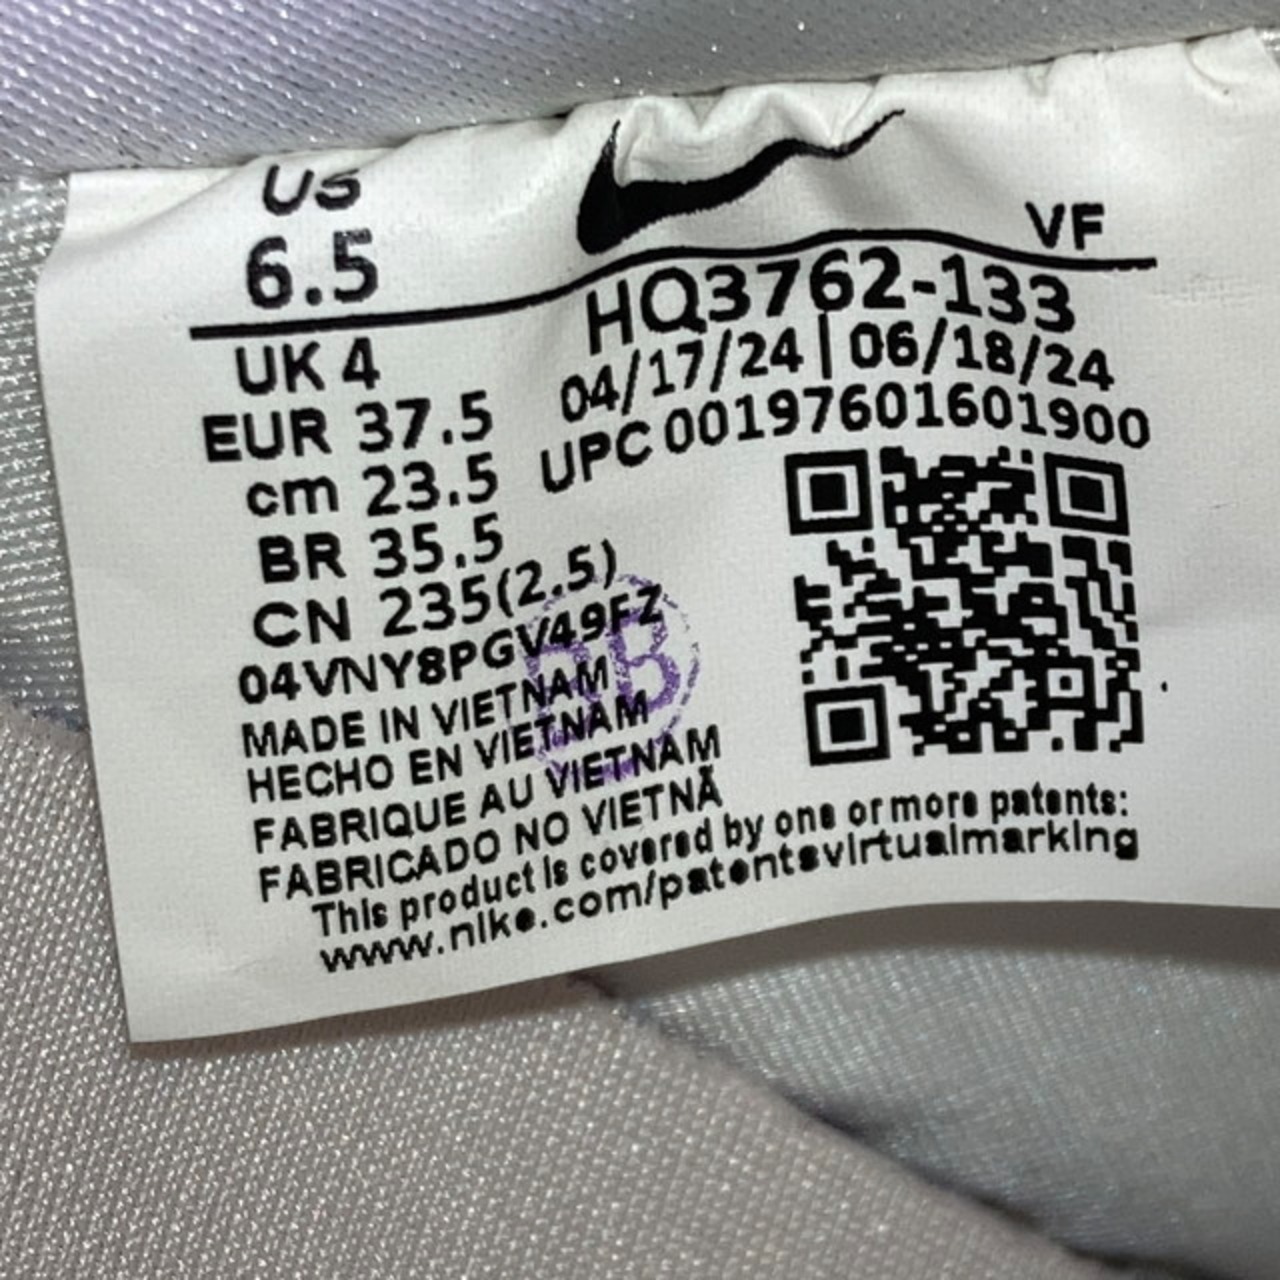 US
6.5
VF
HQ3762-133
04/17/24 | 06/18/24
UPC 00197601601900
UK 4
EUR 37.5
cm 23.5
BR 35.5
CN 235(2.5)
04VNY8PGV49FZ
MADE IN VIETNAM
HECHO EN VIETNAM
FABRIQUE AU VIETNAM
FABRICADO NO VIETNÃ
This product is covered by one or more patents:
www.nike.com/patentsvirtualmarking